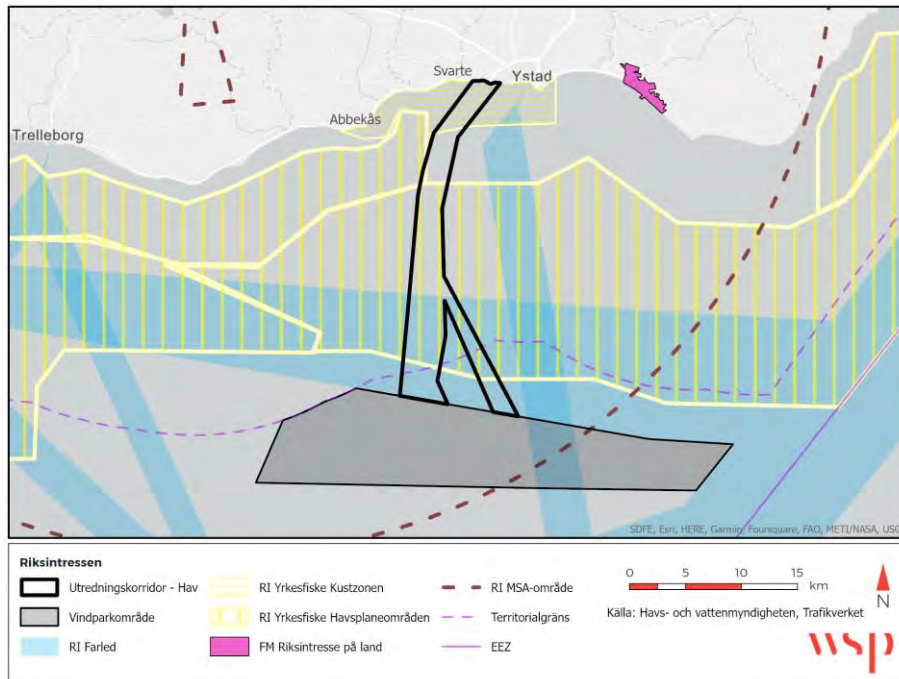 Svarte
Ystad
Abbekås
Trelleborg
SDFE, Esri, HERE, Garmin, Foursquare, FAO, METI/NASA, USG
Riksintressen
Utredningskorridor - Hav
Vindparkområde
RI Farled
RI Yrkesfiske Kustzonen
RI Yrkesfiske Havsplaneområden
FM Riksintresse på land
RI MSA-område
Territorialgräns
EEZ
0 5 10 15
km
Källa: Havs- och vattenmyndigheten, Trafikverket
N
wsp